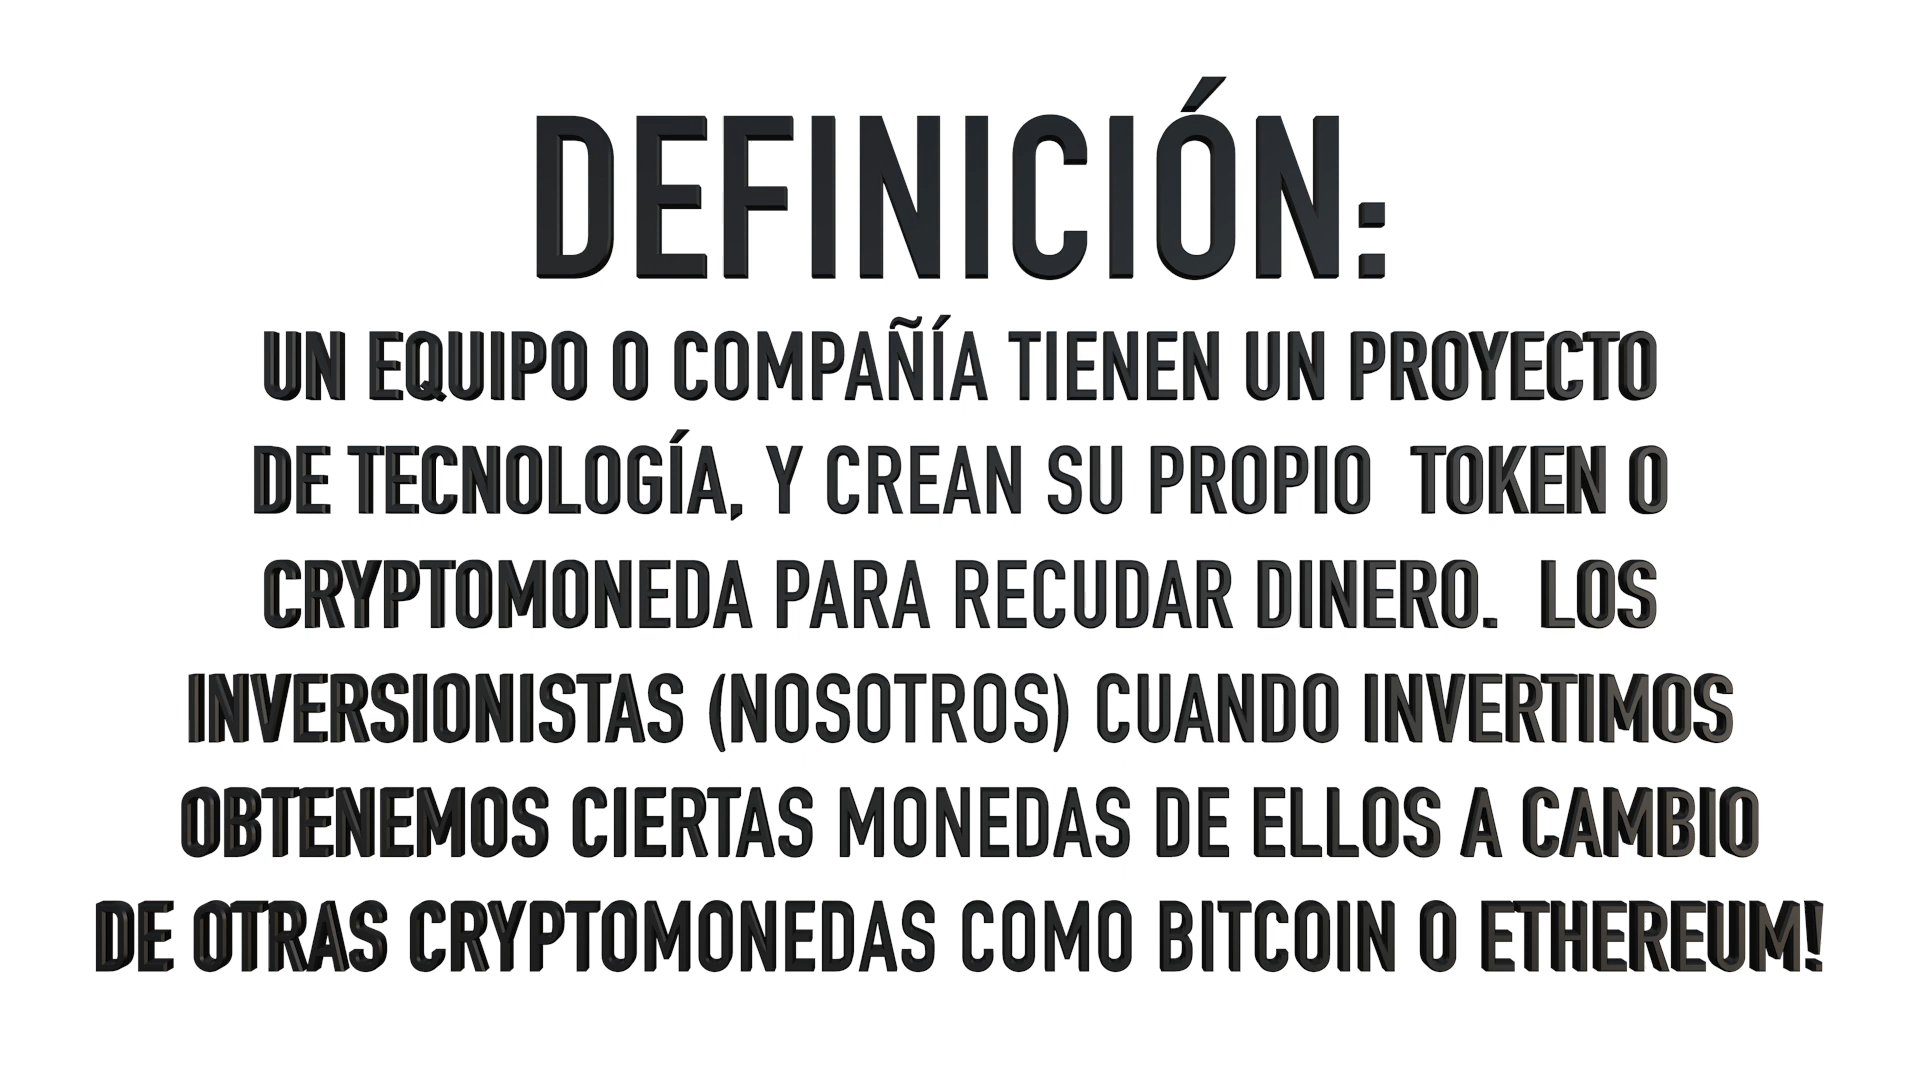 DEFINICIÓN:
UN EQUIPO O COMPAÑÍA TIENEN UN PROYECTO
DE TECNOLOGÍA, Y CREAN SU PROPIO  TOKEN O
CRYPTOMONEDA PARA RECUDAR DINERO.  LOS
INVERSIONISTAS (NOSOTROS) CUANDO INVERTIMOS
OBTENEMOS CIERTAS MONEDAS DE ELLOS A CAMBIO
DE OTRAS CRYPTOMONEDAS COMO BITCOIN O ETHEREUM!